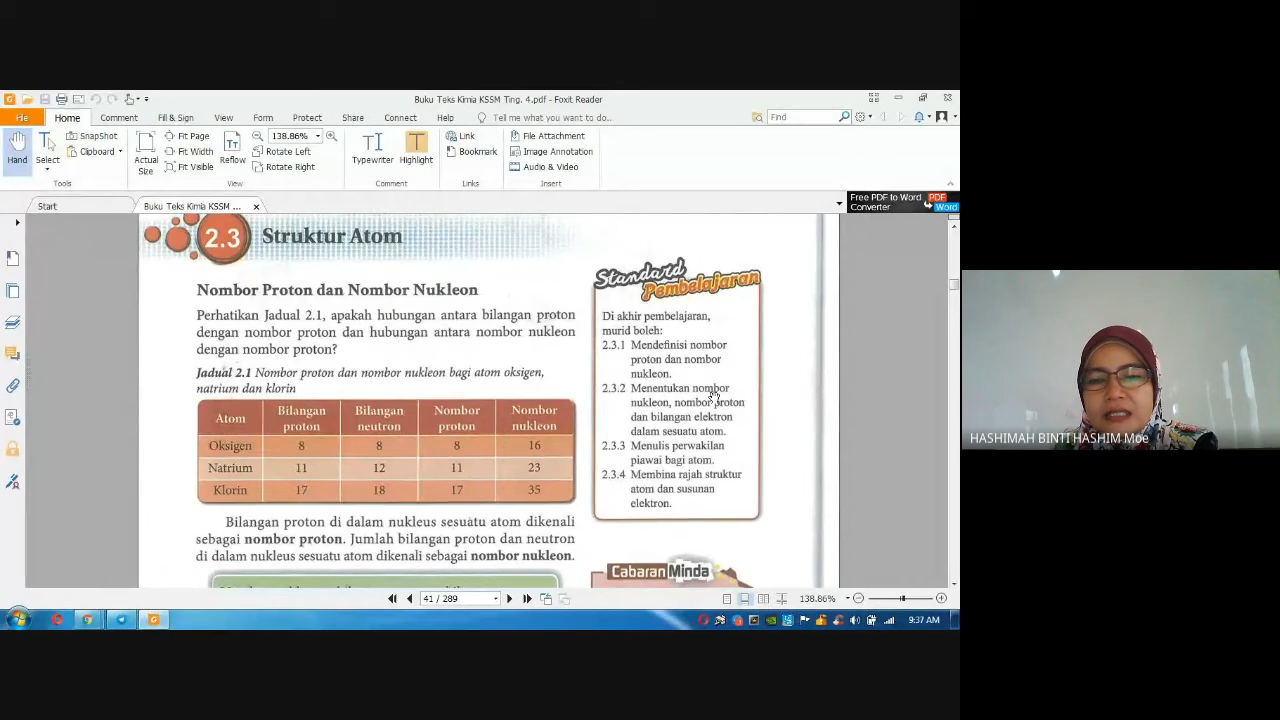 Buku Teks Kimia KSSM Ting. 4.pdf - Foxit Reader
File Home Comment Fill & Sign View Form Protect Share Connect Help Tell me what you want to do... Find
SnapShot Fit Page 138.86% Rotate Left Link File Attachment
Clipboard Fit Width Rotate Right Bookmark Image Annotation
Hand Select Actual Size Fit Visible Reflow Typewriter Highlight Audio & Video
Tools View Comment Links Insert
Start Buku Teks Kimia KSSM ... Free PDF to Word Converter PDF Word
2.3 Struktur Atom
Nombor Proton dan Nombor Nukleon
Perhatikan Jadual 2.1, apakah hubungan antara bilangan proton
dengan nombor proton dan hubungan antara nombor nukleon
dengan nombor proton?
Jadual 2.1 Nombor proton dan nombor nukleon bagi atom oksigen,
natrium dan klorin
Atom Bilangan proton Bilangan neutron Nombor proton Nombor nukleon
Oksigen 8 8 8 16
Natrium 11 12 11 23
Klorin 17 18 17 35
Bilangan proton di dalam nukleus sesuatu atom dikenali
sebagai nombor proton. Jumlah bilangan proton dan neutron
di dalam nukleus sesuatu atom dikenali sebagai nombor nukleon.
Standard
Pembelajaran
Di akhir pembelajaran,
murid boleh:
2.3.1 Mendefinisi nombor
proton dan nombor
nukleon.
2.3.2 Menentukan nombor
nukleon, nombor proton
dan bilangan elektron
dalam sesuatu atom.
2.3.3 Menulis perwakilan
piawai bagi atom.
2.3.4 Membina rajah struktur
atom dan susunan
elektron.
Cabaran Minda
HASHIMAH BINTI HASHIM Moe
41 / 289 138.86%
9:37 AM